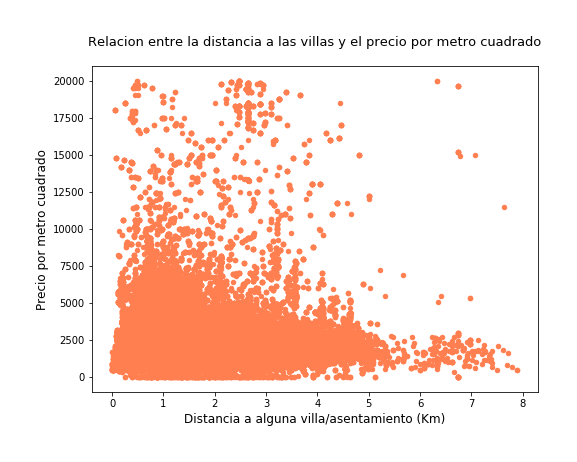 Relacion entre la distancia a las villas y el precio por metro cuadrado
Precio por metro cuadrado
20000
17500
15000
12500
10000
7500
5000
2500
0
0 1 2 3 4 5 6 7 8
Distancia a alguna villa/asentamiento (Km)